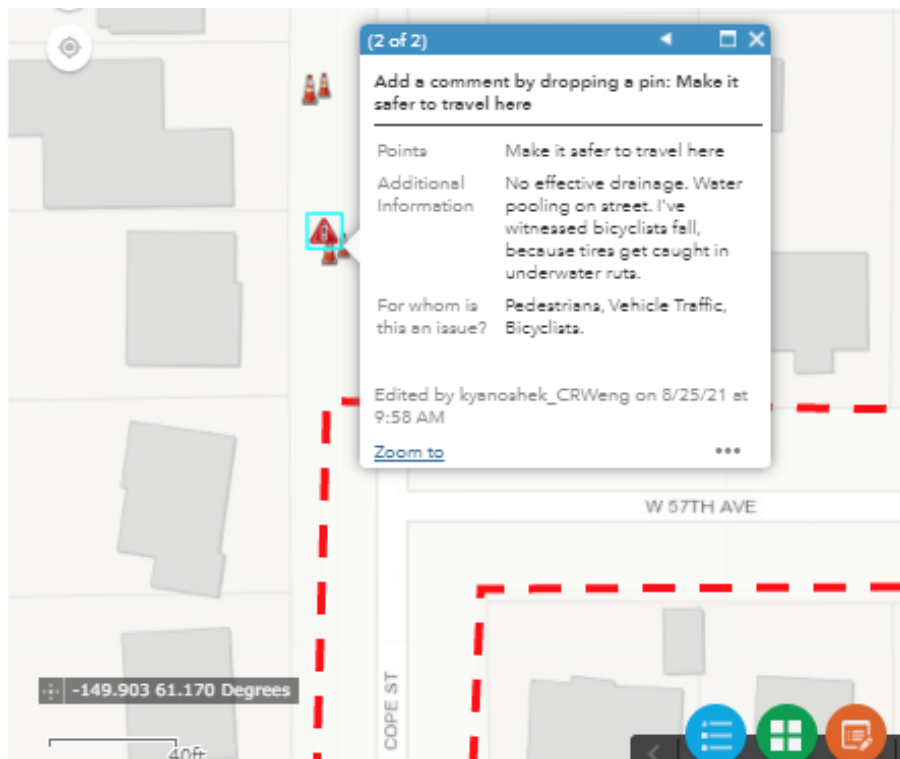 (2 of 2)
Add a comment by dropping a pin: Make it
safer to travel here
Points Make it safer to travel here
Additional No effective drainage. Water
Information pooling on street. I've
witnessed bicyclists fall,
because tires get caught in
underwater ruts.
For whom is Pedestrians, Vehicle Traffic,
this an issue? Bicyclists.
Edited by kyanoshek_CRWeng on 8/25/21 at
9:58 AM
Zoom to
W 57TH AVE
COPE ST
-149.903 61.170 Degrees
40ft